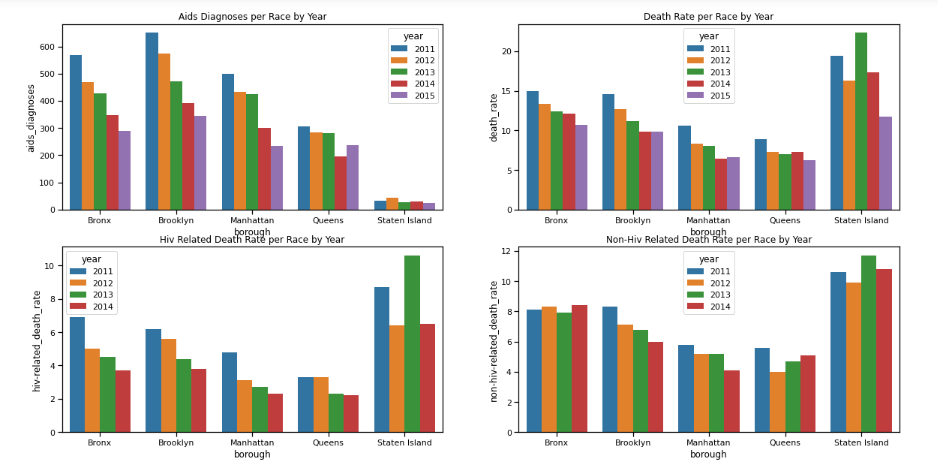 Aids Diagnoses per Race by Year
aids_diagnoses
600
500
400
300
200
100
0
year
2011
2012
2013
2014
2015
Bronx Brooklyn Manhattan Queens Staten Island
borough
Death Rate per Race by Year
death_rate
20
15
10
5
0
year
2011
2012
2013
2014
2015
Bronx Brooklyn Manhattan Queens Staten Island
borough
Hiv Related Death Rate per Race by Year
hiv-related_death_rate
10
8
6
4
2
0
year
2011
2012
2013
2014
Bronx Brooklyn Manhattan Queens Staten Island
borough
Non-Hiv Related Death Rate per Race by Year
non-hiv-related_death_rate
12
10
8
6
4
2
0
year
2011
2012
2013
2014
Bronx Brooklyn Manhattan Queens Staten Island
borough